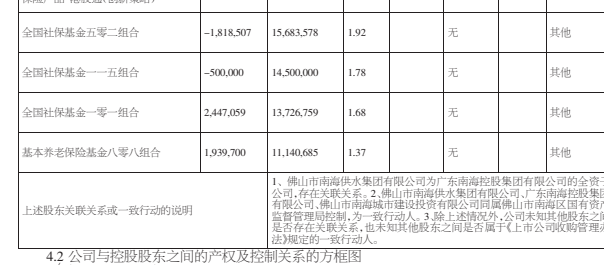 全国社保基金五零二组合 −1,818,507 15,683,578 1.92 无 其他
全国社保基金一一五组合 −500,000 14,500,000 1.78 无 其他
全国社保基金一零一组合 2,447,059 13,726,759 1.68 无 其他
基本养老保险基金八零八组合 1,939,700 11,140,685 1.37 无 其他
上述股东关联关系或一致行动的说明
1、佛山市南海供水集团有限公司为广东南海控股集团有限公司的全资子
公司,存在关联关系。2、佛山市南海供水集团有限公司、广东南海控股集团
有限公司、佛山市南海城市建设投资有限公司同属佛山市南海区国有资产
监督管理局控制,为一致行动人。3、除上述情况外,公司未知其他股东之间
是否存在关联关系,也未知其他股东之间是否属于《上市公司收购管理办
法》规定的一致行动人。
4.2 公司与控股股东之间的产权及控制关系的方框图